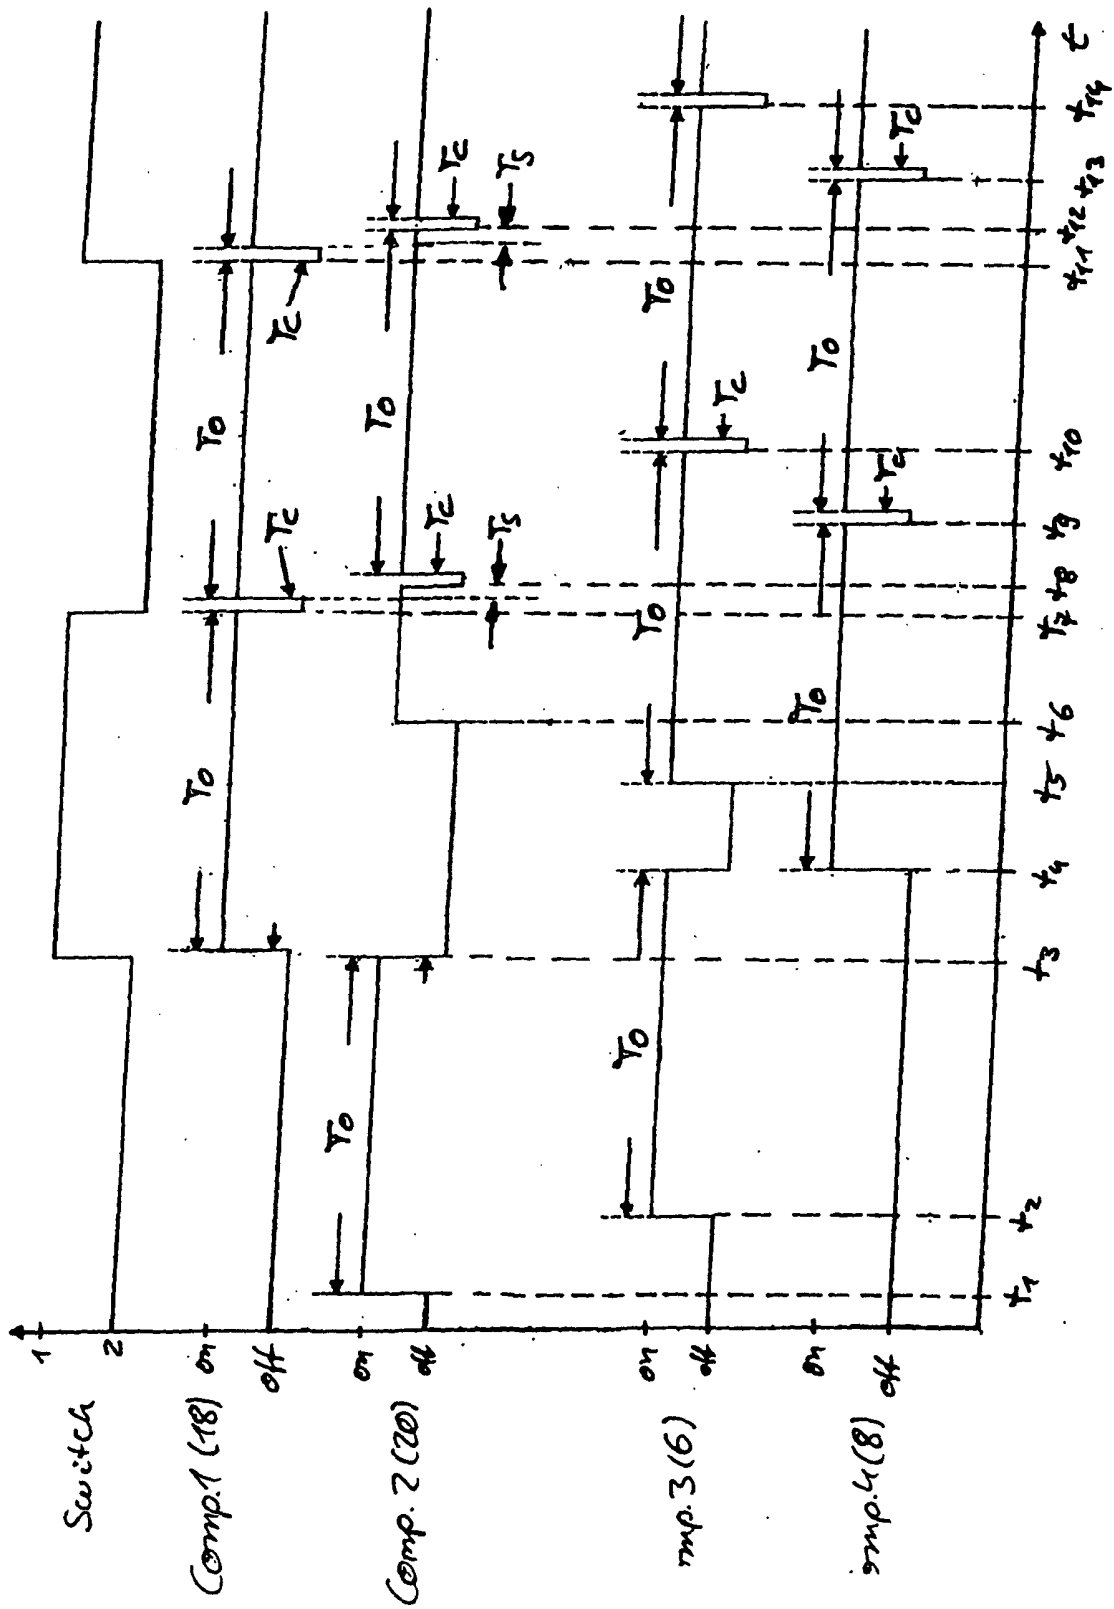 Switch
1
2
Comp.1 (18)
on
off
To
Tc
To
Tc
Comp. 2 (20)
on
off
To
Tc
Ts
To
Tc
Ts
mp. 3 (6)
on
off
To
To
Tc
To
omp. 4 (8)
on
off
To
Tc
To
Tc
t1
t2
t3
t4
t5
t6
t7
t8
t9
t10
t11
t12
t13
t14
t